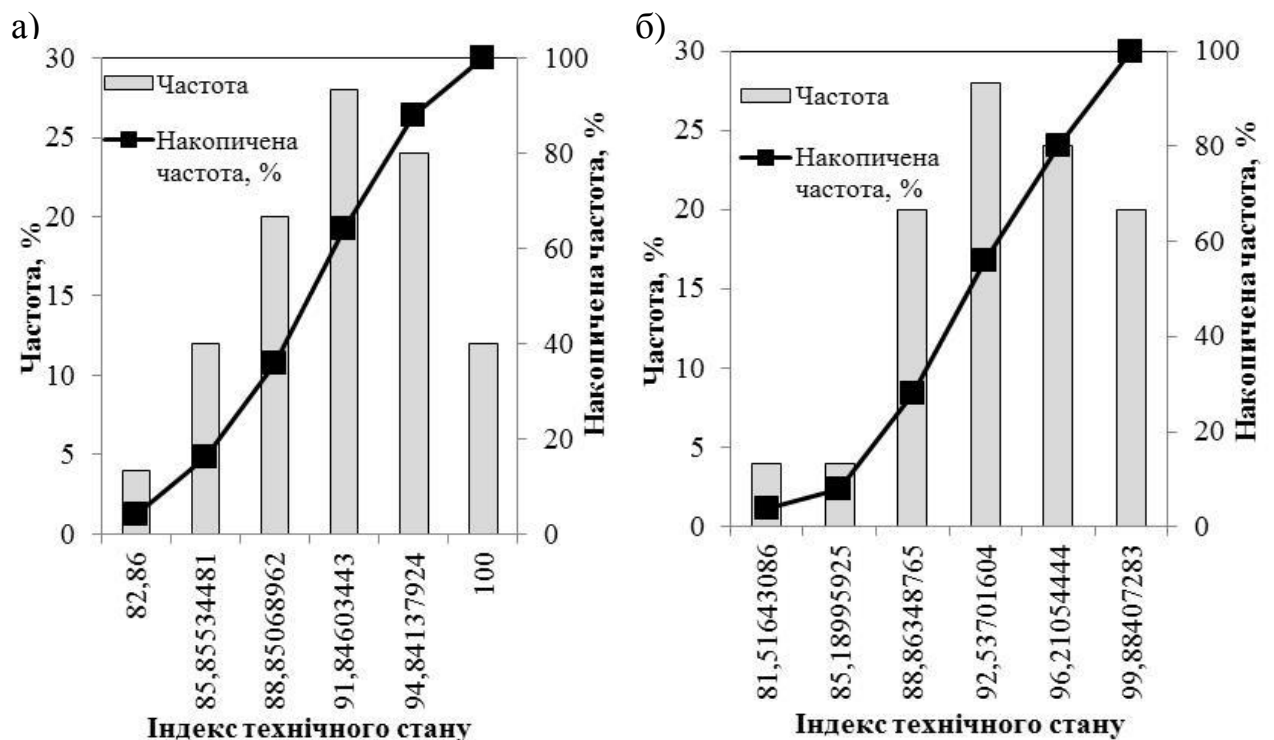 а)
30
25
20
15
10
5
0
Частота, %
Частота
Накопичена
частота, %
100
80
60
40
20
0
Накопичена частота, %
82,86
85,85534481
88,85068962
91,84603443
94,84137924
100
Індекс технічного стану
б)
30
25
20
15
10
5
0
Частота, %
Частота
Накопичена
частота, %
100
80
60
40
20
0
Накопичена частота, %
81,51643086
85,18995925
88,86348765
92,53701604
96,21054444
99,88407283
Індекс технічного стану